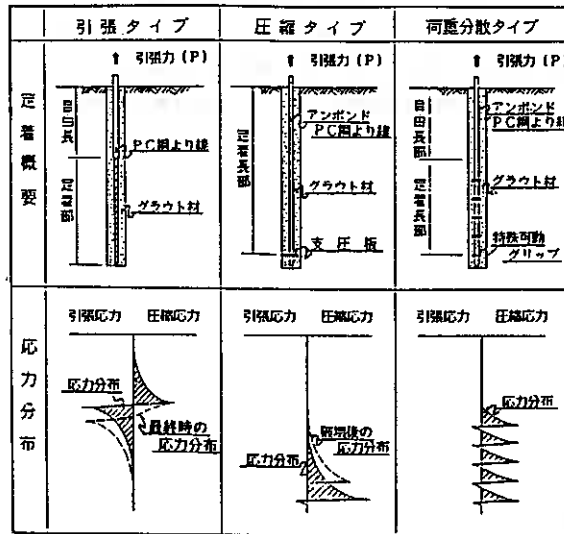 引張タイプ
圧縮タイプ
荷重分散タイプ
定着概要
引張力(P)
自由長
定着長部
PC鋼より線
グラウト材
引張力(P)
定着長部
アンボンド
PC鋼より線
グラウト材
支圧板
引張力(P)
自由長部
定着長部
アンボンド
PC鋼より線
グラウト材
特殊可動
グリップ
応力分布
引張応力 圧縮応力
応力分布
最終時の
応力分布
引張応力 圧縮応力
破壊後の
応力分布
応力分布
引張応力 圧縮応力
応力分布